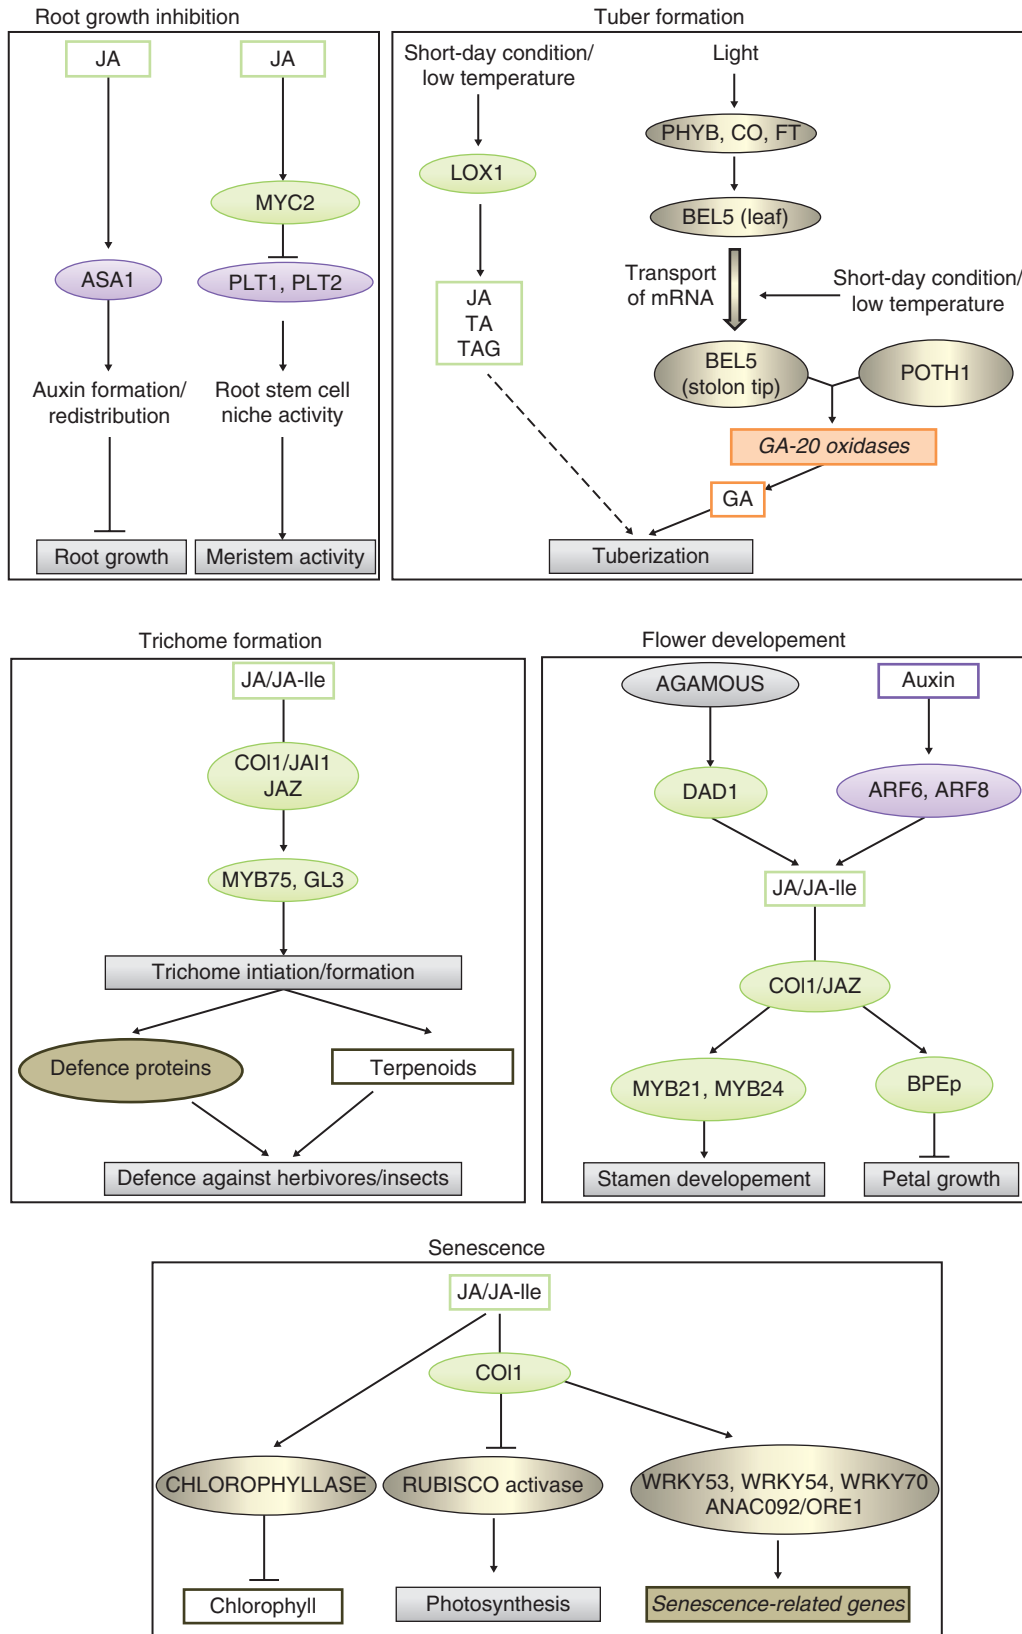 Root growth inhibition
JA
JA
MYC2
ASA1
PLT1, PLT2
Auxin formation/
redistribution
Root stem cell
niche activity
Root growth
Meristem activity
Tuber formation
Short-day condition/
low temperature
Light
PHYB, CO, FT
LOX1
BEL5 (leaf)
Transport
of mRNA
Short-day condition/
low temperature
JA
TA
TAG
BEL5
(stolon tip)
POTH1
GA-20 oxidases
GA
Tuberization
Trichome formation
JA/JA-Ile
COI1/JAI1
JAZ
MYB75, GL3
Trichome intiation/formation
Defence proteins
Terpenoids
Defence against herbivores/insects
Flower developement
AGAMOUS
Auxin
DAD1
ARF6, ARF8
JA/JA-Ile
COI1/JAZ
MYB21, MYB24
BPEp
Stamen developement
Petal growth
Senescence
JA/JA-Ile
COI1
CHLOROPHYLLASE
RUBISCO activase
WRKY53, WRKY54, WRKY70
ANAC092/ORE1
Chlorophyll
Photosynthesis
Senescence-related genes